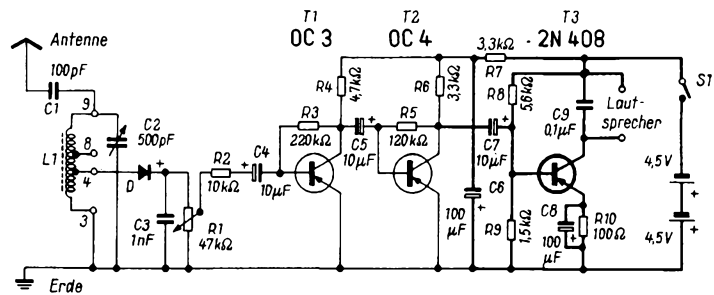 T1
T2
T3
OC 3
OC 4
2N 408
Antenne
100pF
C1
9
C2
500pF
L1
8
4
D
3
C3
1nF
R1
47kΩ
R2
10kΩ
C4
10µF
R3
220kΩ
R4
4,7kΩ
C5
10µF
R5
120kΩ
R6
3,3kΩ
100
µF
C6
C7
10µF
3,3kΩ
R7
R8
5,6kΩ
R9
1,5kΩ
C9
0,1µF
Laut-
sprecher
C8
100
µF
R10
100Ω
S1
4,5V
4,5V
Erde